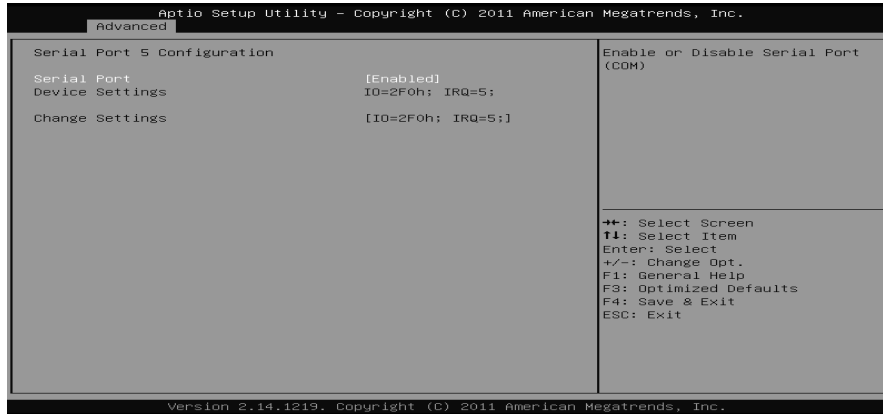 Aptio Setup Utility – Copyright (C) 2011 American Megatrends, Inc.
Advanced
Serial Port 5 Configuration
Serial Port [Enabled]
Device Settings IO=2F0h; IRQ=5;
Change Settings [IO=2F0h; IRQ=5;]
Enable or Disable Serial Port
(COM)
→←: Select Screen
↑↓: Select Item
Enter: Select
+/-: Change Opt.
F1: General Help
F3: Optimized Defaults
F4: Save & Exit
ESC: Exit
Version 2.14.1219. Copyright (C) 2011 American Megatrends, Inc.